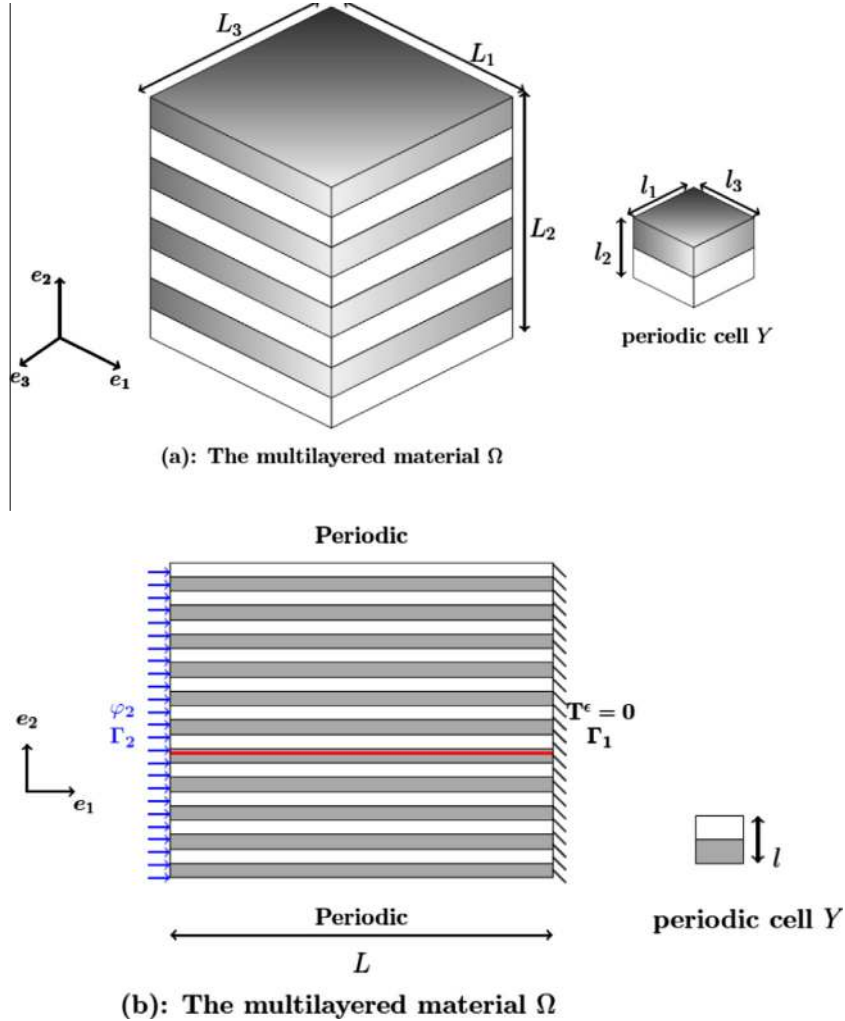 L₃
L₁
L₂
l₁
l₃
l₂
e₂
e₃
e₁
periodic cell Y
(a): The multilayered material Ω
Periodic
φ₂
Γ₂
T^ϵ = 0
Γ₁
e₂
e₁
l
Periodic
periodic cell Y
L
(b): The multilayered material Ω